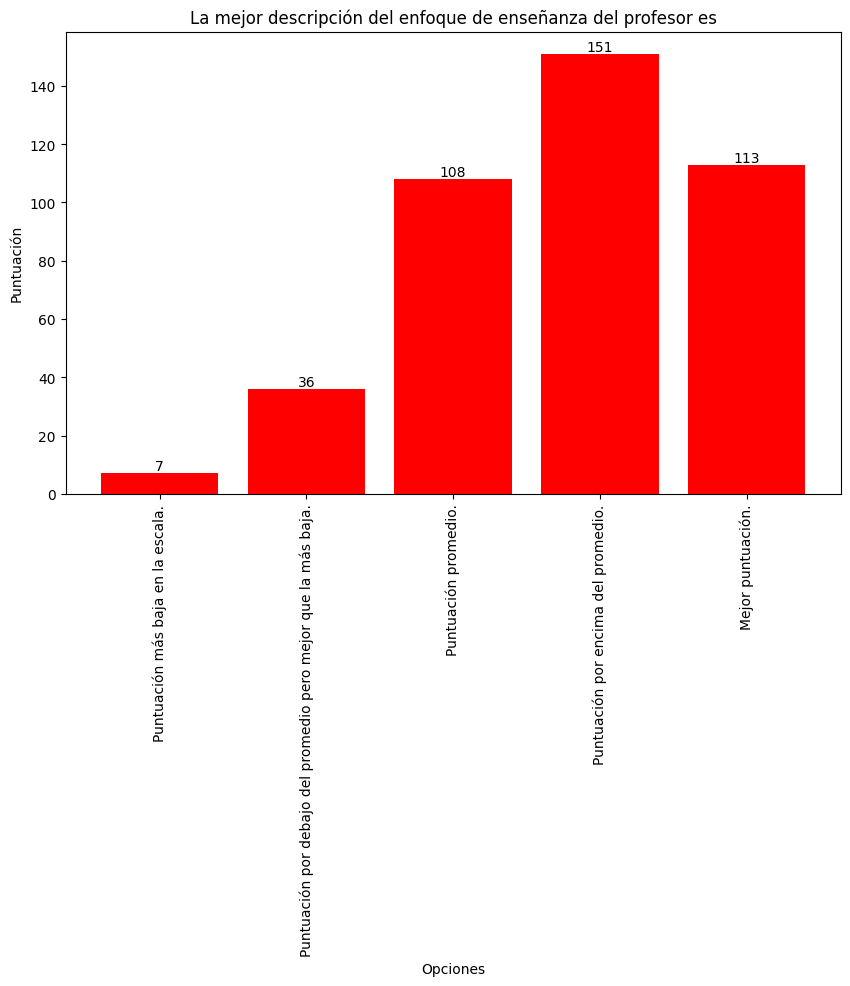 La mejor descripción del enfoque de enseñanza del profesor es
Puntuación
140
120
100
80
60
40
20
0
7
36
108
151
113
Puntuación más baja en la escala.
Puntuación por debajo del promedio pero mejor que la más baja.
Puntuación promedio.
Puntuación por encima del promedio.
Mejor puntuación.
Opciones